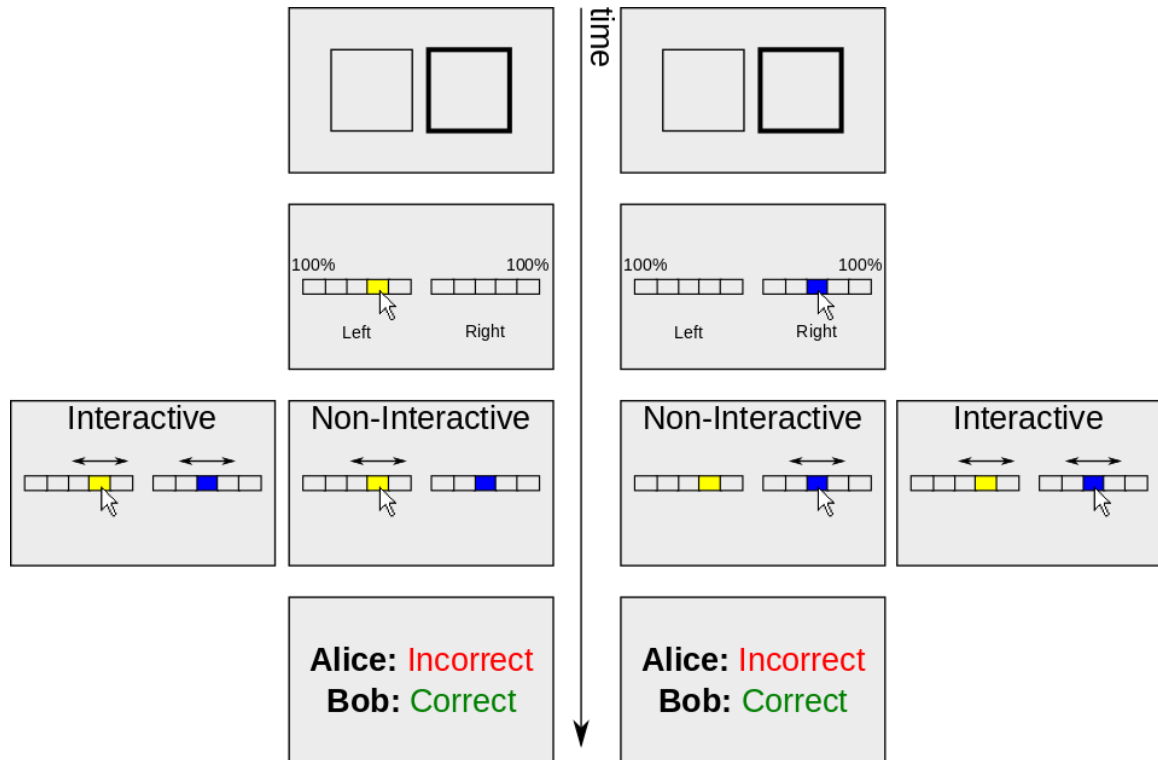 time
100% 100%
Left Right
100% 100%
Left Right
Interactive
Non-Interactive
Non-Interactive
Interactive
Alice: Incorrect
Bob: Correct
Alice: Incorrect
Bob: Correct